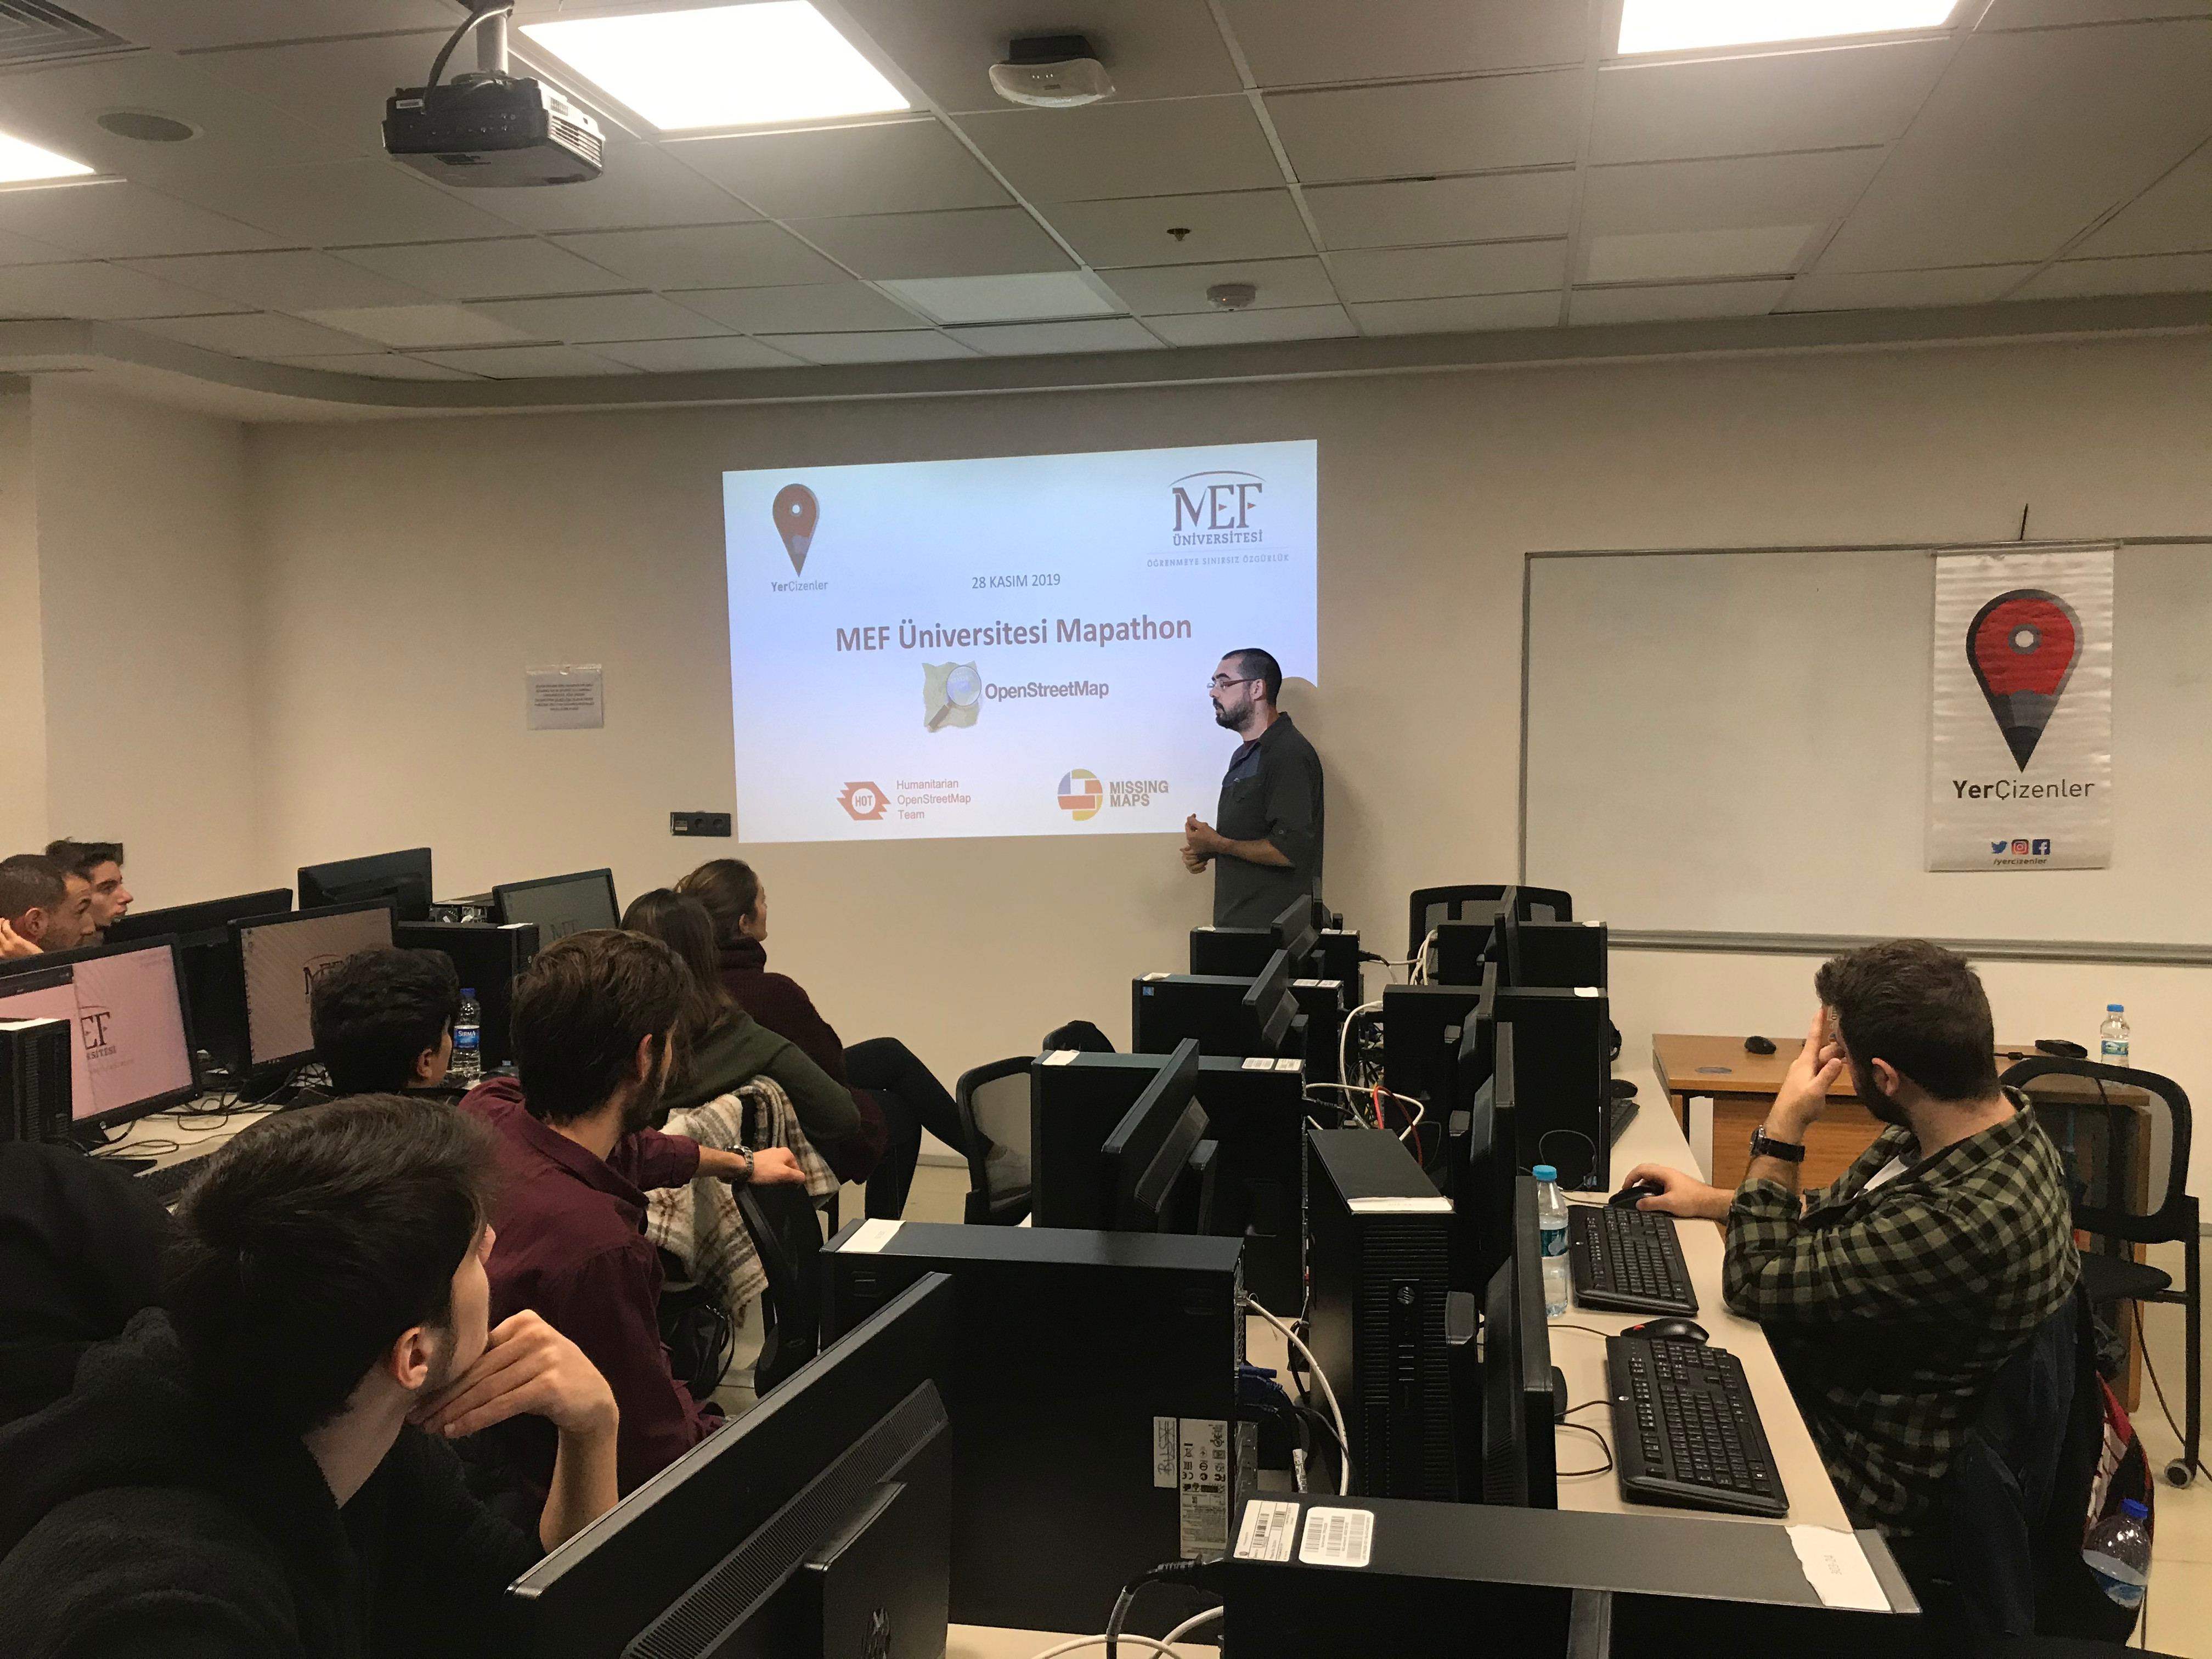 YerÇizenler
MEF
ÜNİVERSİTESİ
ÖĞRENMEYE SINIRSIZ ÖZGÜRLÜK
28 KASIM 2019
MEF Üniversitesi Mapathon
OpenStreetMap
HOT
Humanitarian
OpenStreetMap
Team
MISSING
MAPS
YerÇizenler
/yercizenler